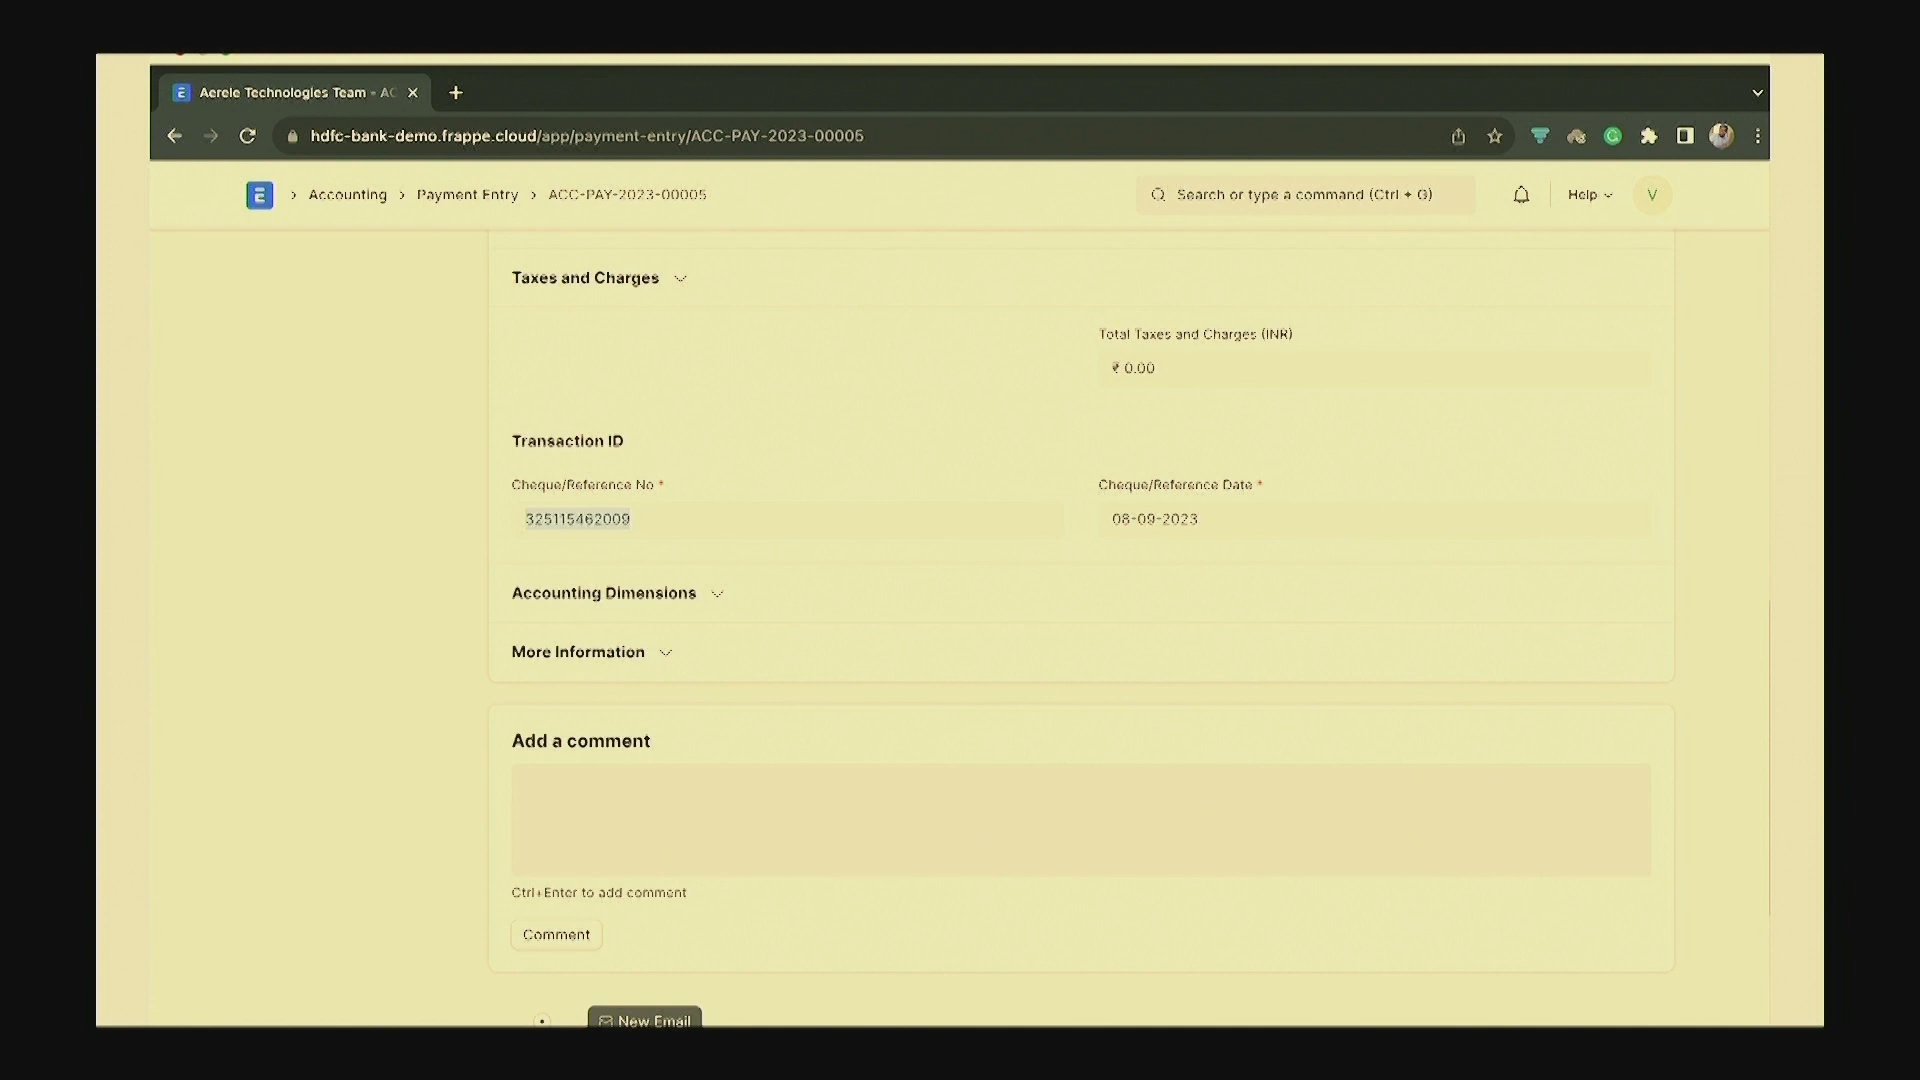 Aerele Technologies Team - AC
hdfc-bank-demo.frappe.cloud/app/payment-entry/ACC-PAY-2023-00005
Accounting > Payment Entry > ACC-PAY-2023-00005
Search or type a command (Ctrl + G)
Help
V
Taxes and Charges
Total Taxes and Charges (INR)
₹ 0.00
Transaction ID
Cheque/Reference No *
Cheque/Reference Date *
325115462009
08-09-2023
Accounting Dimensions
More Information
Add a comment
Ctrl+Enter to add comment
Comment
New Email